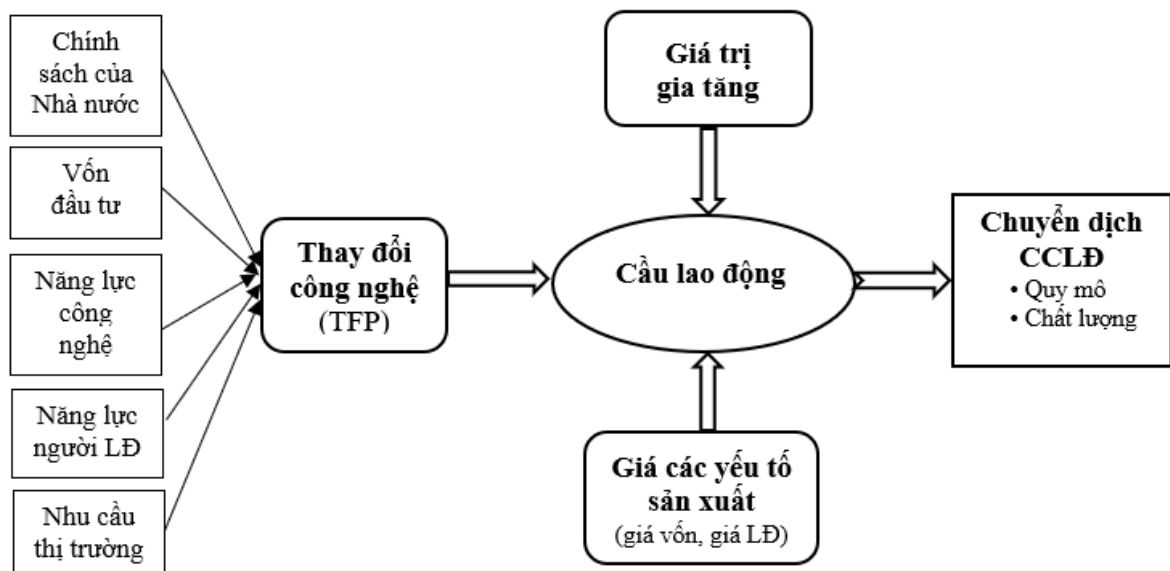 Chính
sách của
Nhà nước
Vốn
đầu tư
Năng lực
công
nghệ
Năng lực
người LĐ
Nhu cầu
thị trường
Thay đổi
công nghệ
(TFP)
Giá trị
gia tăng
Cầu lao động
Giá các yếu tố
sản xuất
(giá vốn, giá LĐ)
Chuyển dịch
CCLĐ
• Quy mô
• Chất lượng